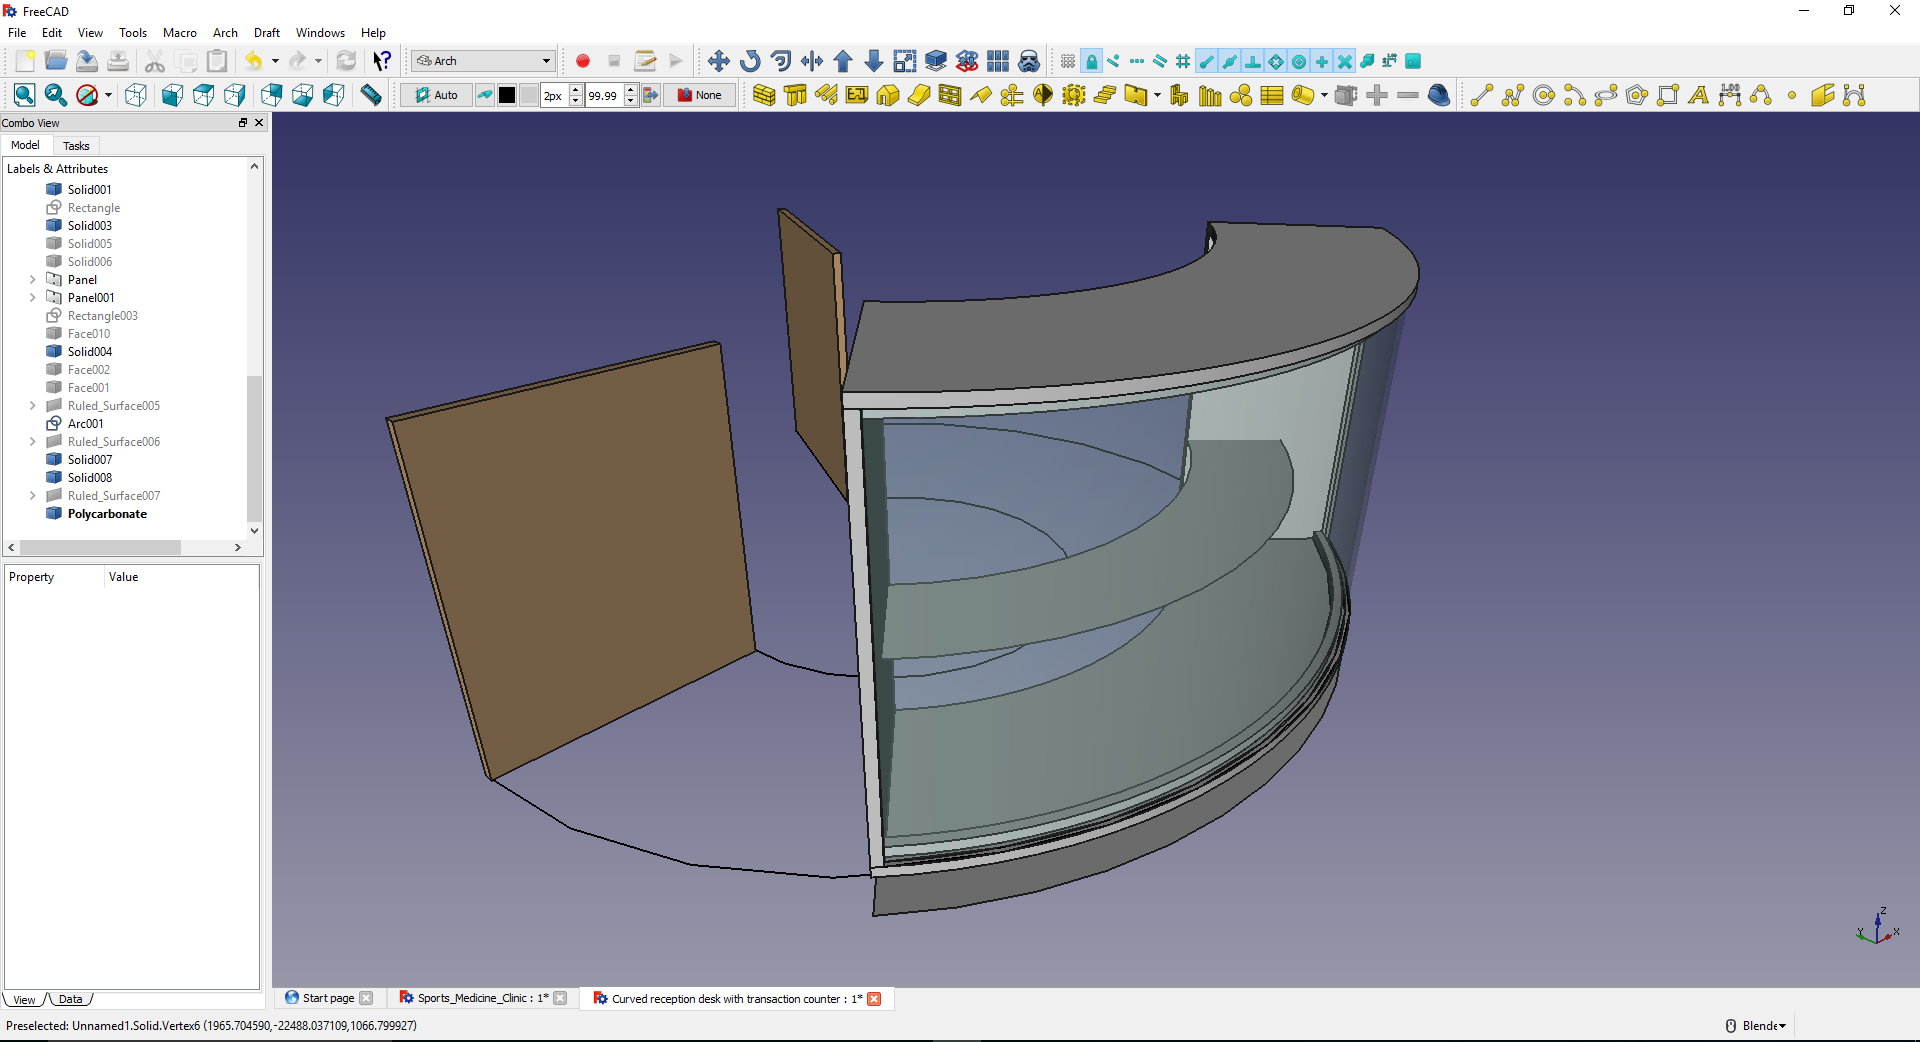 FreeCAD
File Edit View Tools Macro Arch Draft Windows Help
Arch
Auto 2px 99.99 None 1.00
Combo View
Model Tasks
Labels & Attributes
Solid001
Rectangle
Solid003
Solid005
Solid006
Panel
Panel001
Rectangle003
Face010
Solid004
Face002
Face001
Ruled_Surface005
Arc001
Ruled_Surface006
Solid007
Solid008
Ruled_Surface007
Polycarbonate
Property Value
Z
Y X
View Data
Start page Sports_Medicine_Clinic : 1* Curved reception desk with transaction counter : 1*
Preselected: Unnamed1.Solid.Vertex6 (1965.704590,-22488.037109,1066.799927)
Blende